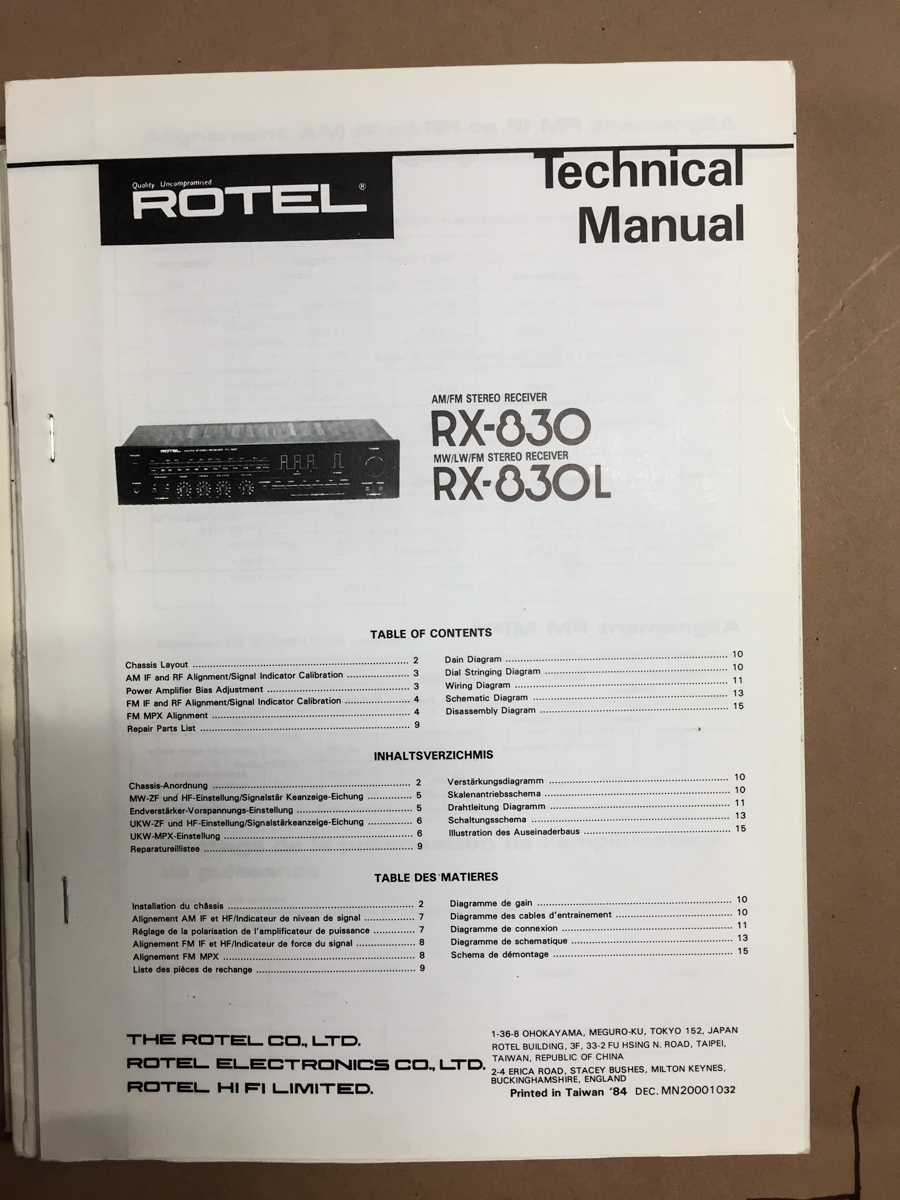 Quality Uncompromised
ROTEL®
Technical
Manual
AM/FM STEREO RECEIVER
RX-830
MW/LW/FM STEREO RECEIVER
RX-830L
ROTEL
TABLE OF CONTENTS
Chassis Layout ........ 2
AM IF and RF Alignment/Signal Indicator Calibration ........ 3
Power Amplifier Bias Adjustment ........ 3
FM IF and RF Alignment/Signal Indicator Calibration ........ 4
FM MPX Alignment ........ 4
Repair Parts List ........ 9
Dain Diagram ........ 10
Dial Stringing Diagram ........ 10
Wiring Diagram ........ 11
Schematic Diagram ........ 13
Disassembly Diagram ........ 15
INHALTSVERZICHMIS
Chassis-Anordnung ........ 2
MW-ZF und HF-Einstellung/Signalstär Keanzeige-Eichung ........ 5
Endverstärker-Vorspannungs-Einstellung ........ 5
UKW-ZF und HF-Einstellung/Signalstärkeanzeige-Eichung ........ 6
UKW-MPX-Einstellung ........ 6
Reparatureillistee ........ 9
Verstärkungsdiagramm ........ 10
Skalenantriebsschema ........ 10
Drahtleitung Diagramm ........ 11
Schaltungsschema ........ 13
Illustration des Auseinaderbaus ........ 15
TABLE DES MATIERES
Installation du châssis ........ 2
Alignement AM IF et HF/Indicateur de nivean de signal ........ 7
Réglage de la polarisation de l'amplificateur de puissance ........ 7
Alignement FM IF et HF/Indicateur de force du signal ........ 8
Alignement FM MPX ........ 8
Liste des pièces de rechange ........ 9
Diagramme de gain ........ 10
Diagramme des cables d'entrainement ........ 10
Diagramme de connexion ........ 11
Diagramme de schematique ........ 13
Schema de démontage ........ 15
THE ROTEL CO., LTD.
ROTEL ELECTRONICS CO., LTD.
ROTEL HI FI LIMITED.
1-36-8 OHOKAYAMA, MEGURO-KU, TOKYO 152, JAPAN
ROTEL BUILDING, 3F, 33-2 FU HSING N. ROAD, TAIPEI,
TAIWAN, REPUBLIC OF CHINA
2-4 ERICA ROAD, STACEY BUSHES, MILTON KEYNES,
BUCKINGHAMSHIRE, ENGLAND
Printed in Taiwan '84 DEC. MN20001032